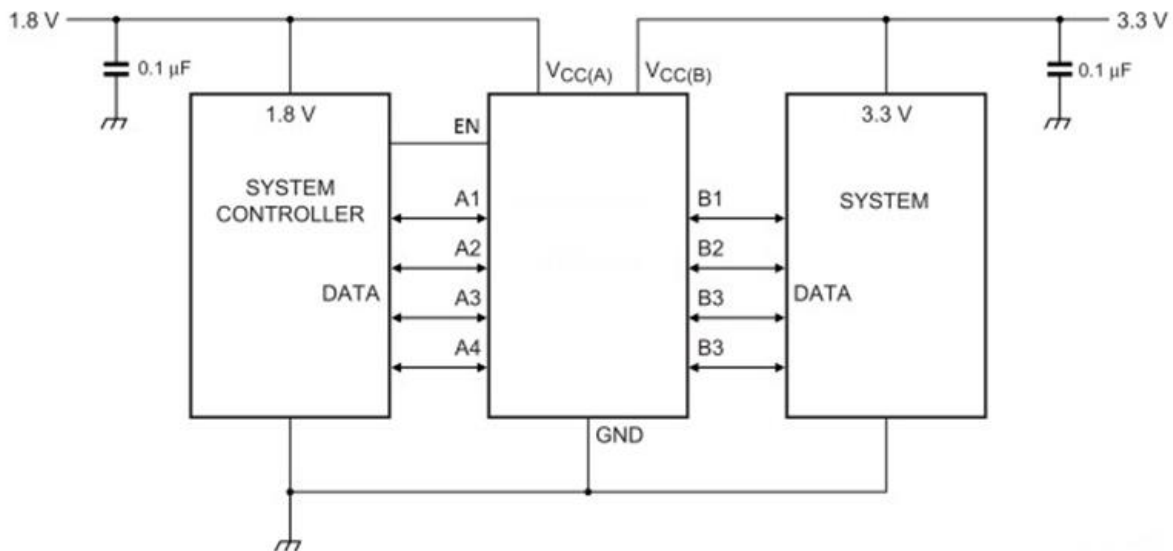 1.8 V
3.3 V
0.1 μF
VCC(A)
VCC(B)
0.1 μF
1.8 V
3.3 V
EN
SYSTEM
CONTROLLER
A1
B1
SYSTEM
A2
B2
DATA
A3
B3
DATA
A4
B3
GND